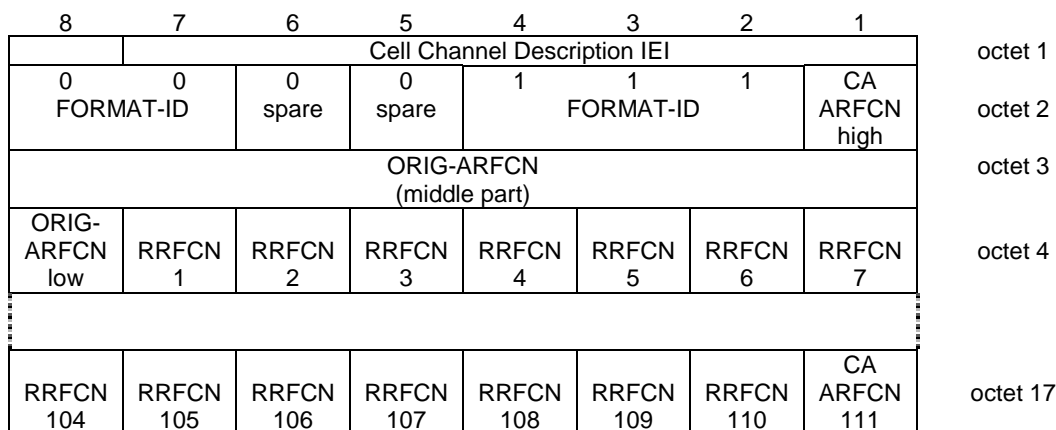 8 7 6 5 4 3 2 1
Cell Channel Description IEI octet 1
0 0 0 0 1 1 1 CA
FORMAT-ID spare spare FORMAT-ID ARFCN octet 2
high
ORIG-ARFCN octet 3
(middle part)
ORIG-
ARFCN RRFCN RRFCN RRFCN RRFCN RRFCN RRFCN RRFCN octet 4
low 1 2 3 4 5 6 7
CA
RRFCN RRFCN RRFCN RRFCN RRFCN RRFCN RRFCN ARFCN octet 17
104 105 106 107 108 109 110 111